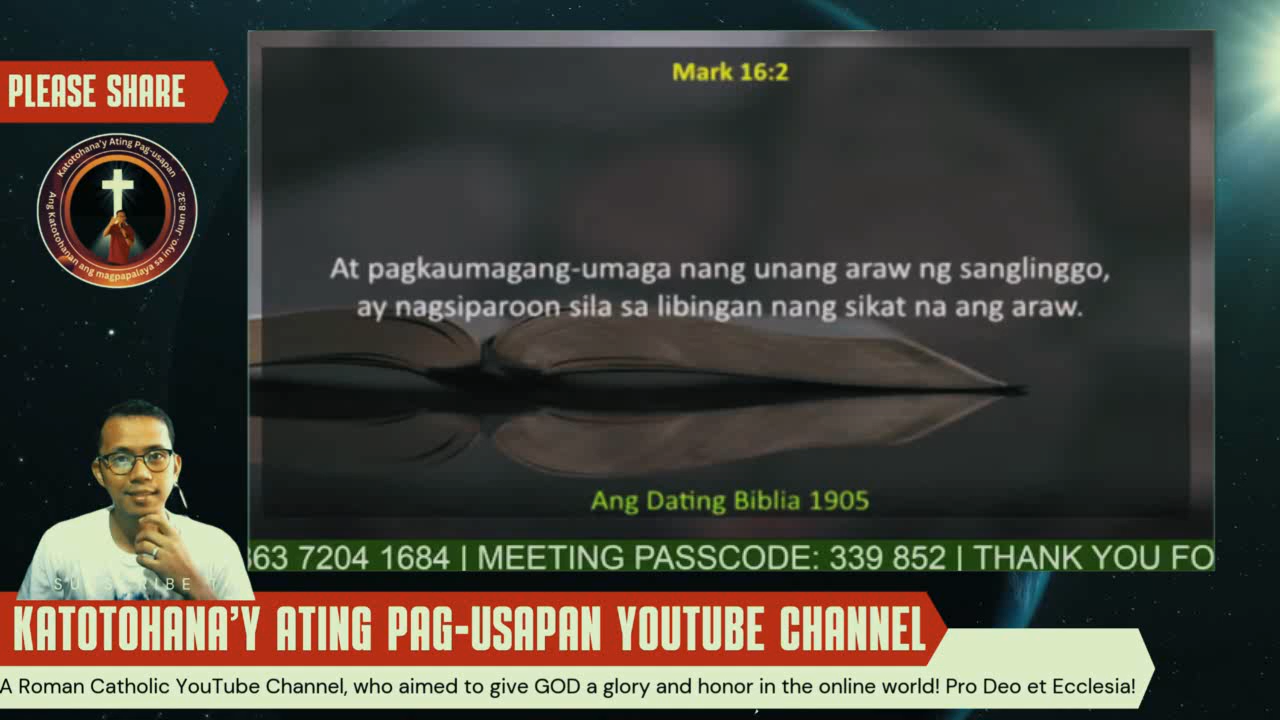 PLEASE SHARE
Katotohana'y Ating Pag-usapan
Ang Katotohanan ang magpapalaya sa inyo. Juan 8:32
Mark 16:2
At pagkaumagang-umaga nang unang araw ng sanglinggo,
ay nagsiparoon sila sa libingan nang sikat na ang araw.
Ang Dating Biblia 1905
63 7204 1684 | MEETING PASSCODE: 339 852 | THANK YOU FO
KATOTOHANA'Y ATING PAG-USAPAN YOUTUBE CHANNEL
A Roman Catholic YouTube Channel, who aimed to give GOD a glory and honor in the online world! Pro Deo et Ecclesia!